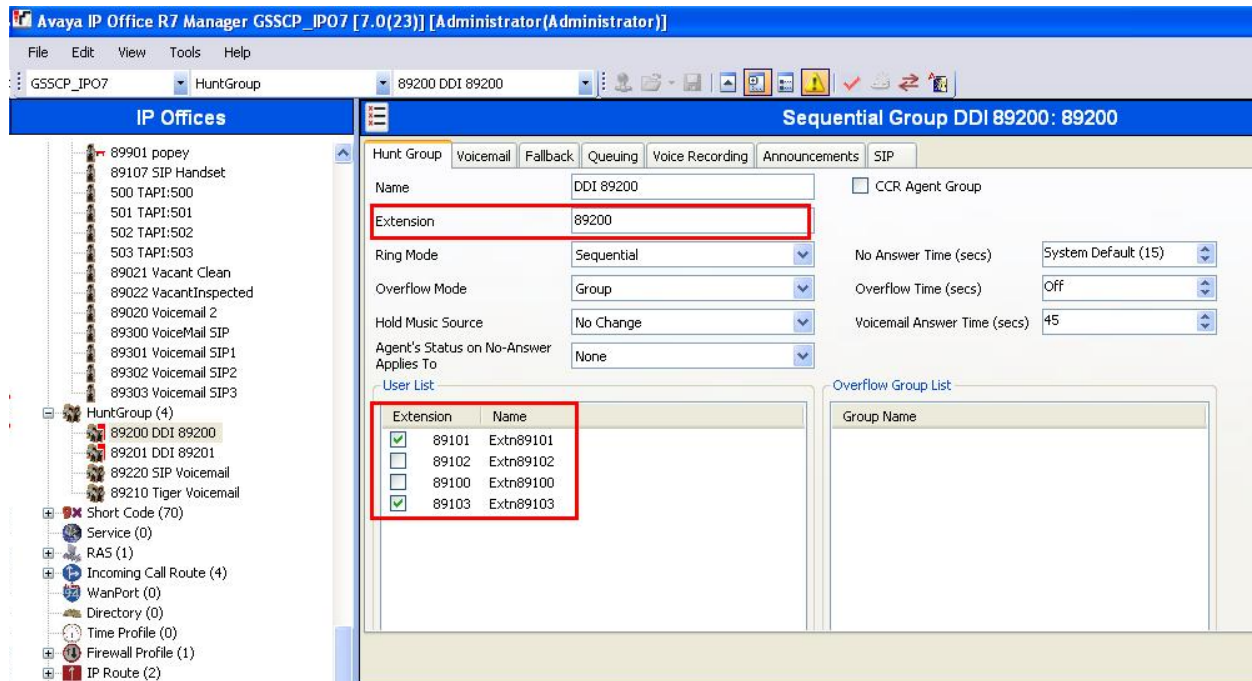 Avaya IP Office R7 Manager GSSCP_IPO7 [7.0(23)] [Administrator(Administrator)]
File Edit View Tools Help
GSSCP_IPO7 HuntGroup 89200 DDI 89200
IP Offices
89901 popey
89107 SIP Handset
500 TAPI:500
501 TAPI:501
502 TAPI:502
503 TAPI:503
89021 Vacant Clean
89022 VacantInspected
89020 Voicemail 2
89300 VoiceMail SIP
89301 Voicemail SIP1
89302 Voicemail SIP2
89303 Voicemail SIP3
HuntGroup (4)
89200 DDI 89200
89201 DDI 89201
89220 SIP Voicemail
89210 Tiger Voicemail
Short Code (70)
Service (0)
RAS (1)
Incoming Call Route (4)
WanPort (0)
Directory (0)
Time Profile (0)
Firewall Profile (1)
IP Route (2)
Sequential Group DDI 89200: 89200
Hunt Group Voicemail Fallback Queuing Voice Recording Announcements SIP
Name DDI 89200 CCR Agent Group
Extension 89200
Ring Mode Sequential No Answer Time (secs) System Default (15)
Overflow Mode Group Overflow Time (secs) Off
Hold Music Source No Change Voicemail Answer Time (secs) 45
Agent's Status on No-Answer
Applies To None
User List
Extension Name
89101 Extn89101
89102 Extn89102
89100 Extn89100
89103 Extn89103
Overflow Group List
Group Name